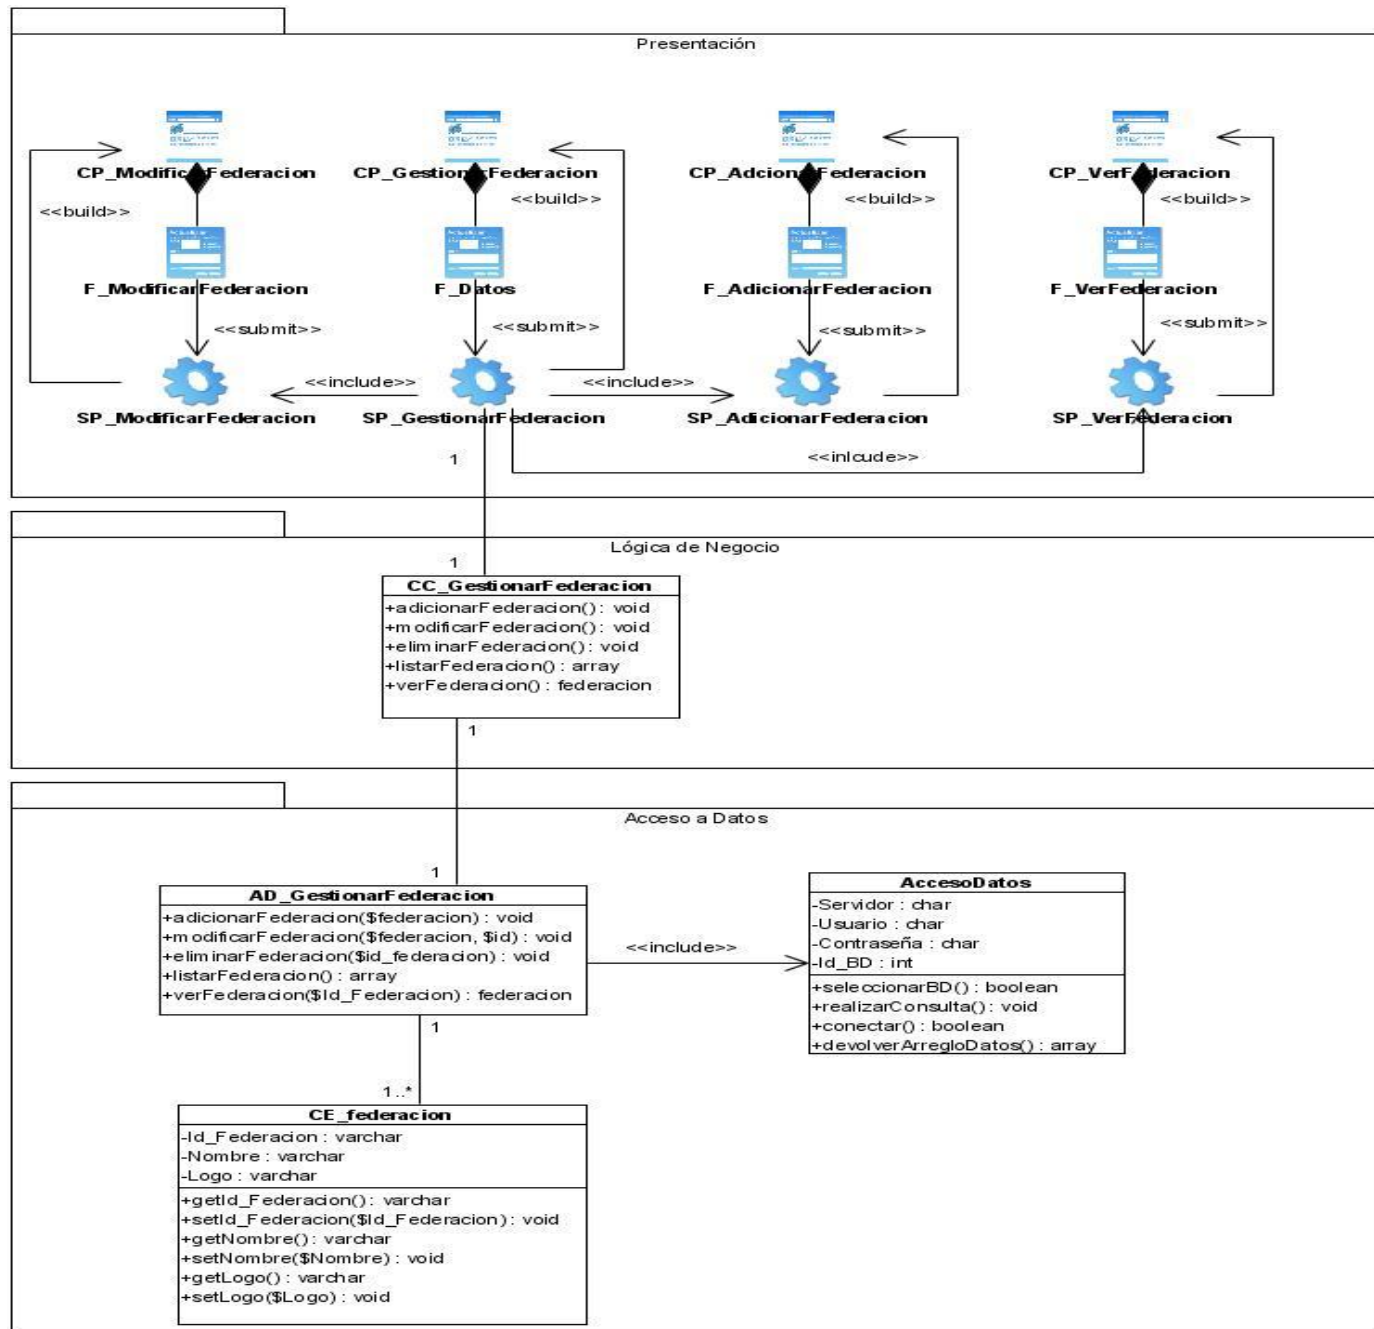 Presentación
CP_ModificarFederacion CP_GestionarFederacion CP_AdcionarFederacion CP_VerFederacion
<<build>> <<build>> <<build>> <<build>>
F_ModificarFederacion F_Datos F_AdicionarFederacion F_VerFederacion
<<submit>> <<submit>> <<submit>> <<submit>>
<<include>> <<include>>
SP_ModificarFederacion SP_GestionarFederacion SP_AdicionarFederacion SP_VerFederacion
1 <<inlcude>>
Lógica de Negocio
1
CC_GestionarFederacion
+adicionarFederacion() : void
+modificarFederacion() : void
+eliminarFederacion() : void
+listarFederacion() : array
+verFederacion() : federacion
1
Acceso a Datos
1
AD_GestionarFederacion
+adicionarFederacion($federacion) : void
+modificarFederacion($federacion, $id) : void
+eliminarFederacion($id_federacion) : void
+listarFederacion() : array
+verFederacion($Id_Federacion) : federacion
<<include>>
AccesoDatos
-Servidor : char
-Usuario : char
-Contraseña : char
-Id_BD : int
+seleccionarBD() : boolean
+realizarConsulta() : void
+conectar() : boolean
+devolverArregloDatos() : array
1
1..*
CE_federacion
-Id_Federacion : varchar
-Nombre : varchar
-Logo : varchar
+getId_Federacion() : varchar
+setId_Federacion($Id_Federacion) : void
+getNombre() : varchar
+setNombre($Nombre) : void
+getLogo() : varchar
+setLogo($Logo) : void